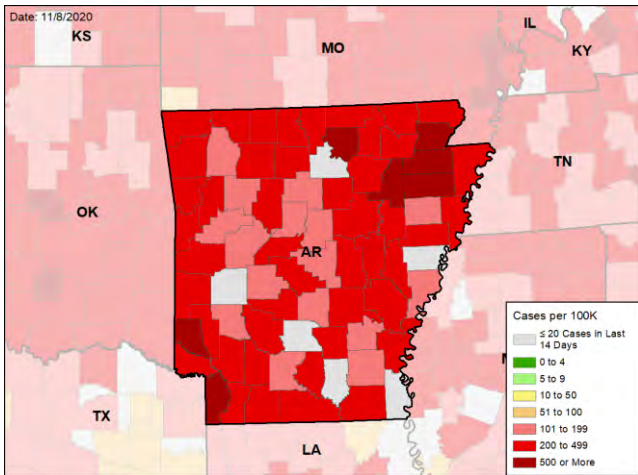 Date: 11/8/2020
KS
MO
IL
KY
TN
OK
AR
TX
LA
Cases per 100K
≤ 20 Cases in Last
14 Days
0 to 4
5 to 9
10 to 50
51 to 100
101 to 199
200 to 499
500 or More